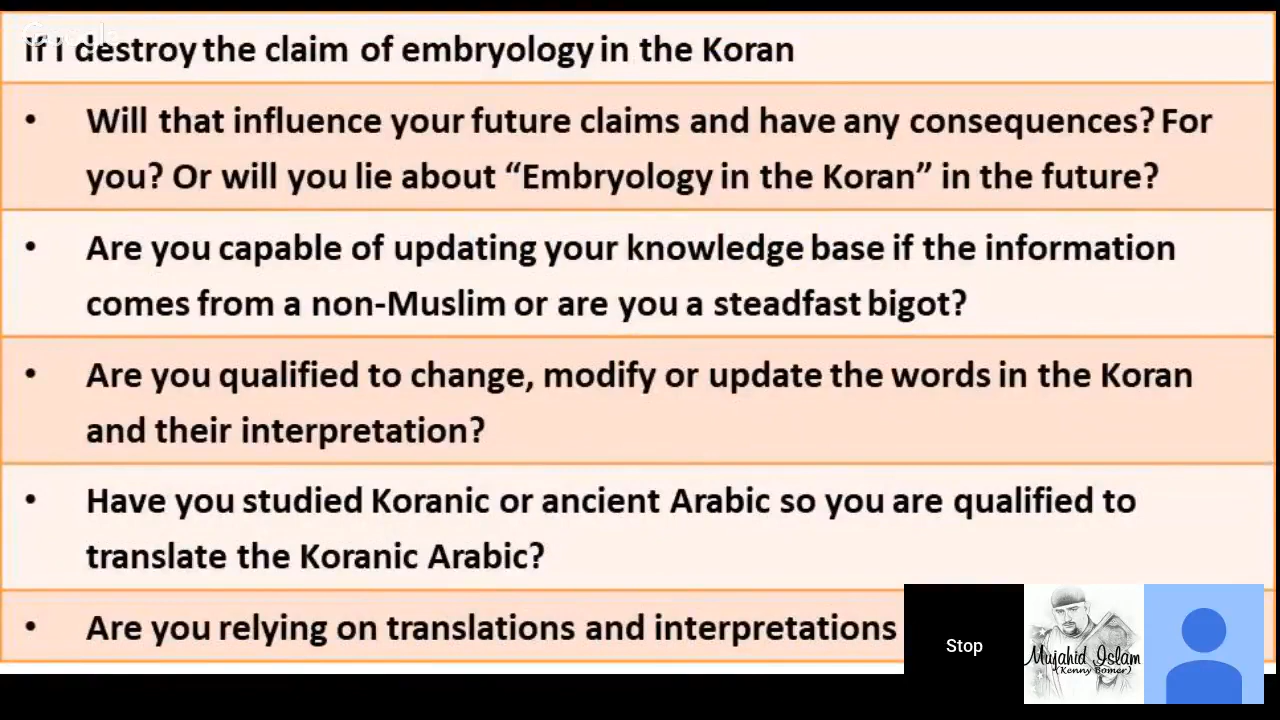 Google
If I destroy the claim of embryology in the Koran
• Will that influence your future claims and have any consequences? For
you? Or will you lie about “Embryology in the Koran” in the future?
• Are you capable of updating your knowledge base if the information
comes from a non-Muslim or are you a steadfast bigot?
• Are you qualified to change, modify or update the words in the Koran
and their interpretation?
• Have you studied Koranic or ancient Arabic so you are qualified to
translate the Koranic Arabic?
• Are you relying on translations and interpretations
Stop
Mujahid Islam
(Kenny Bomer)